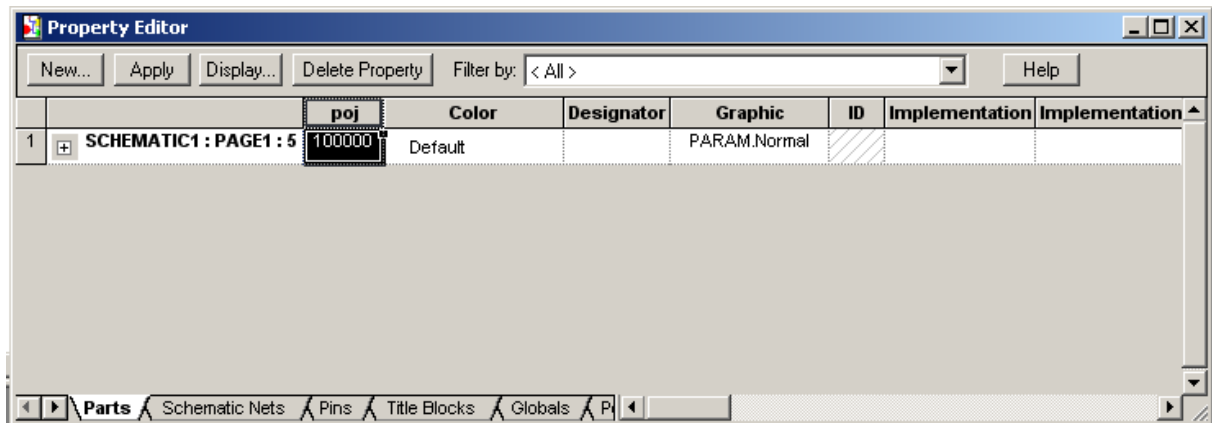 Property Editor
New... Apply Display... Delete Property Filter by: < All > Help
poj Color Designator Graphic ID Implementation Implementation
1 SCHEMATIC1 : PAGE1 : 5 100000 Default PARAM.Normal
Parts Schematic Nets Pins Title Blocks Globals